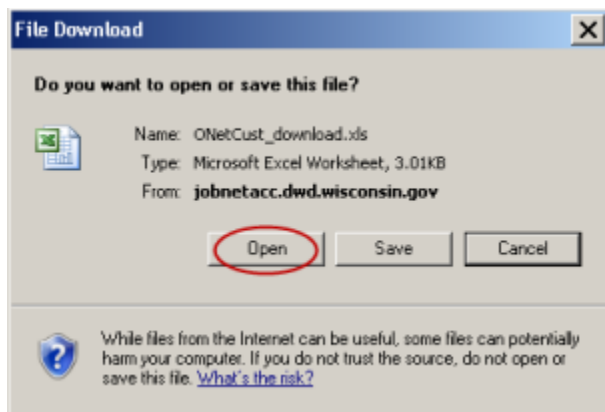 File Download
Do you want to open or save this file?
Name: ONetCust_download.xls
Type: Microsoft Excel Worksheet, 3.01KB
From: jobnetacc.dwd.wisconsin.gov
Open Save Cancel
While files from the Internet can be useful, some files can potentially
harm your computer. If you do not trust the source, do not open or
save this file. What's the risk?